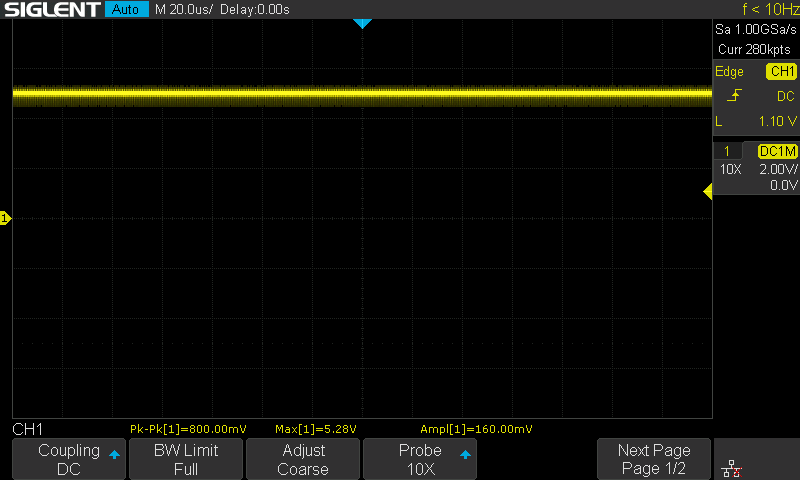 SIGLENT Auto M 20.0us/ Delay:0.00s f < 10Hz
Sa 1.00GSa/s
Curr 280kpts
Edge CH1
DC
L 1.10 V
1 DC1M
10X 2.00V/
0.0V
1
CH1 Pk-Pk[1]=800.00mV Max[1]=5.28V Ampl[1]=160.00mV
Coupling BW Limit Adjust Probe Next Page
DC Full Coarse 10X Page 1/2